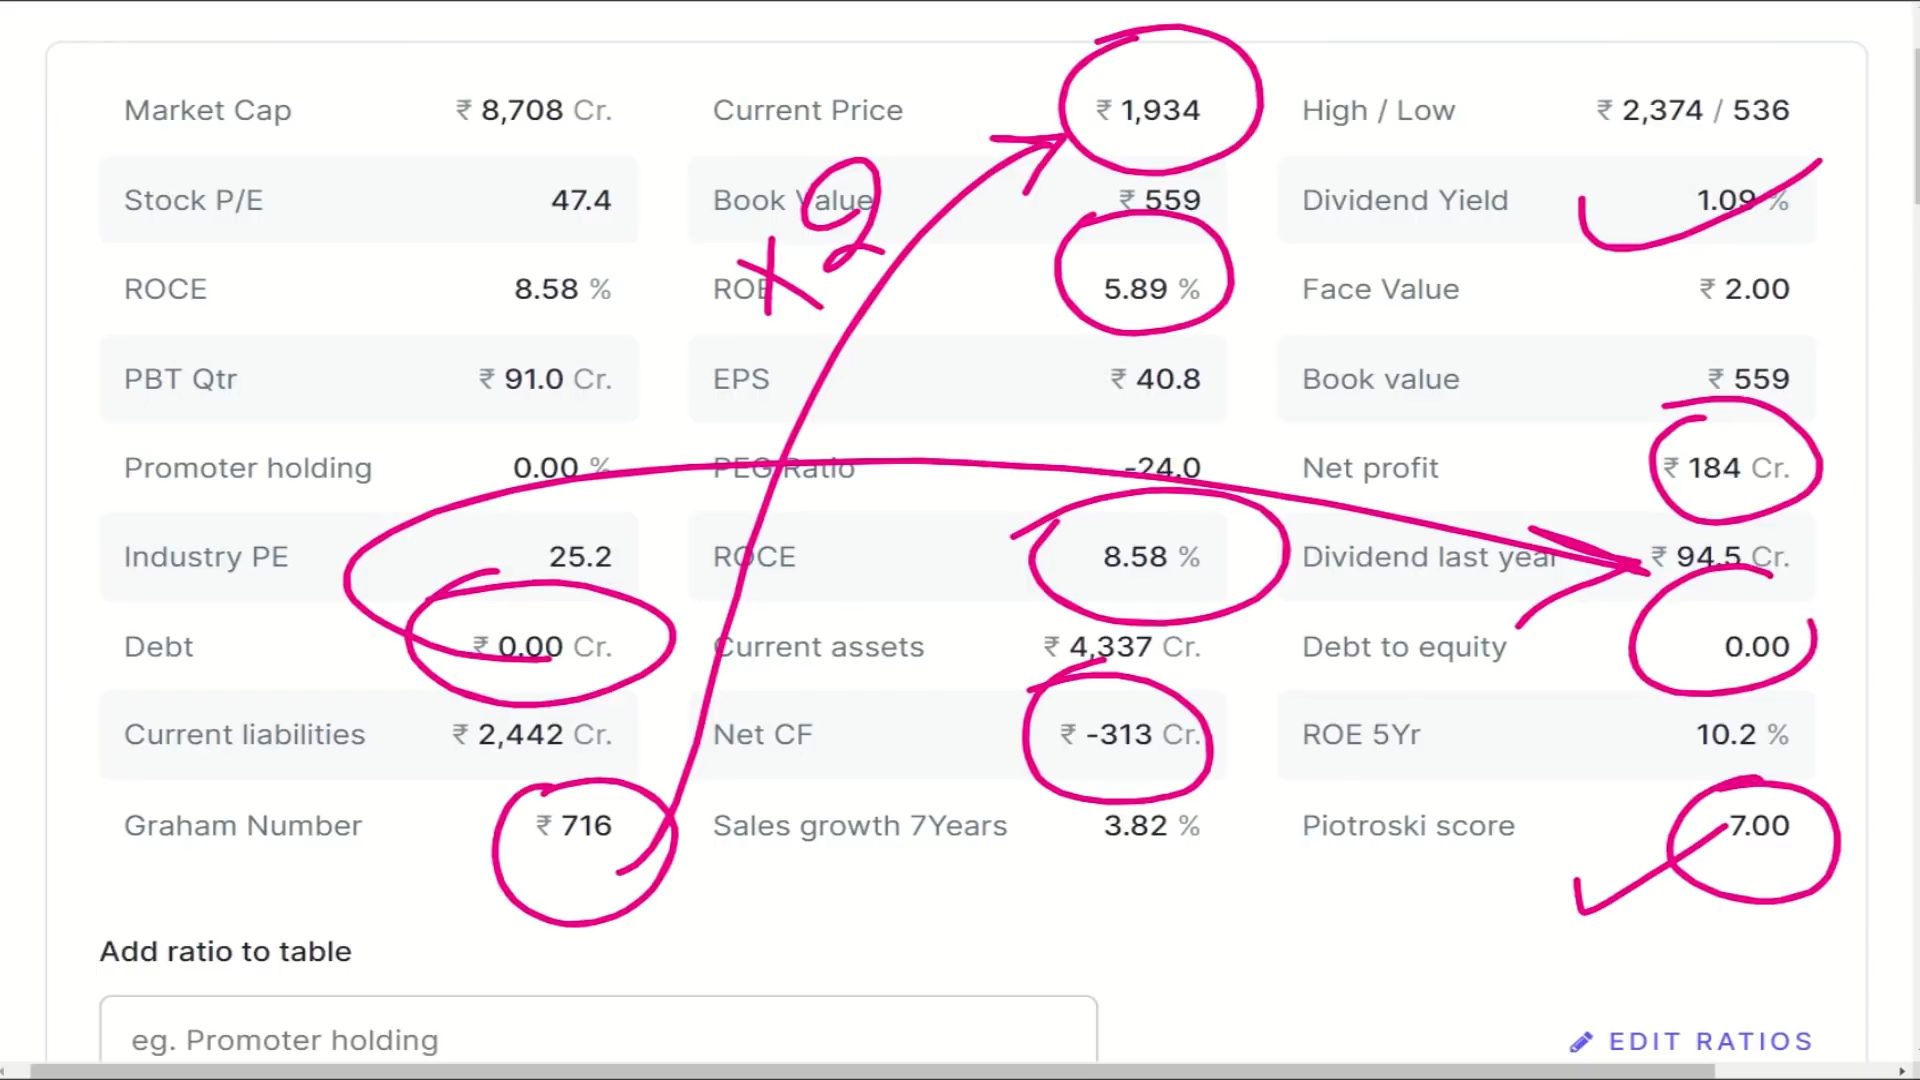 Market Cap ₹ 8,708 Cr. Current Price ₹ 1,934 High / Low ₹ 2,374 / 536
Stock P/E 47.4 Book Value ₹ 559 Dividend Yield 1.09 %
x2
ROCE 8.58 % ROE 5.89 % Face Value ₹ 2.00
PBT Qtr ₹ 91.0 Cr. EPS ₹ 40.8 Book value ₹ 559
Promoter holding 0.00 % PEG Ratio -24.0 Net profit ₹ 184 Cr.
Industry PE 25.2 ROCE 8.58 % Dividend last year ₹ 94.5 Cr.
Debt ₹ 0.00 Cr. Current assets ₹ 4,337 Cr. Debt to equity 0.00
Current liabilities ₹ 2,442 Cr. Net CF ₹ -313 Cr. ROE 5Yr 10.2 %
Graham Number ₹ 716 Sales growth 7Years 3.82 % Piotroski score 7.00
Add ratio to table
eg. Promoter holding
EDIT RATIOS